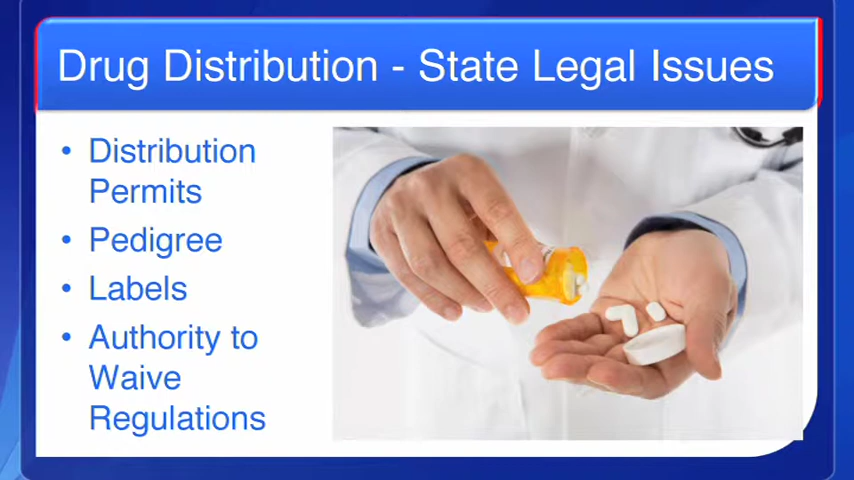 Drug Distribution - State Legal Issues
• Distribution
Permits
• Pedigree
• Labels
• Authority to
Waive
Regulations